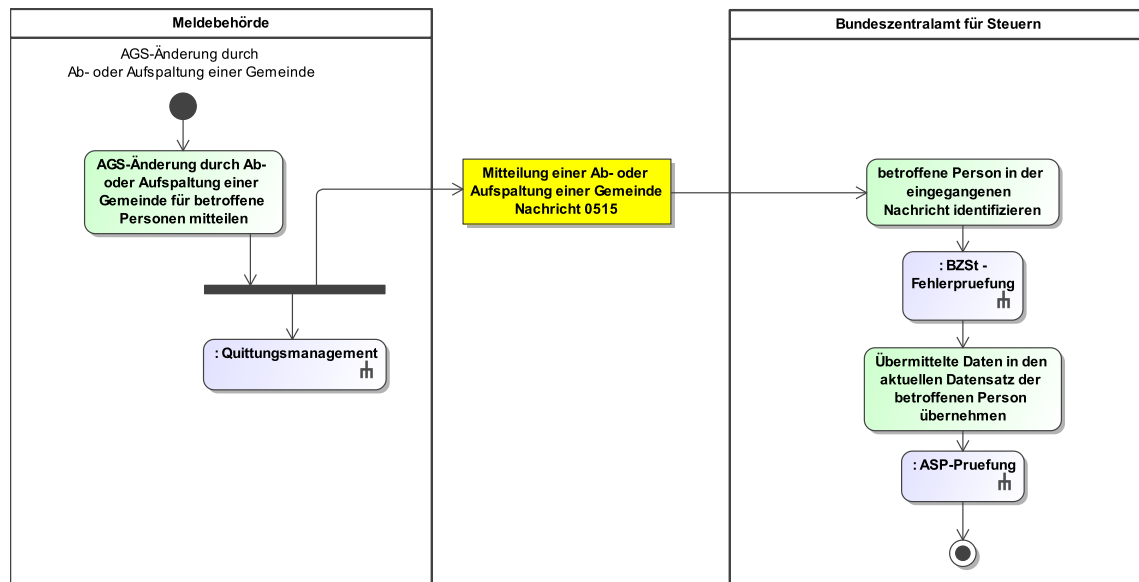 Meldebehörde
AGS-Änderung durch
Ab- oder Aufspaltung einer Gemeinde
AGS-Änderung durch Ab-
oder Aufspaltung einer
Gemeinde für betroffene
Personen mitteilen
: Quittungsmanagement
Mitteilung einer Ab- oder
Aufspaltung einer Gemeinde
Nachricht 0515
Bundeszentralamt für Steuern
betroffene Person in der
eingegangenen
Nachricht identifizieren
: BZSt -
Fehlerpruefung
Übermittelte Daten in den
aktuellen Datensatz der
betroffenen Person
übernehmen
: ASP-Pruefung